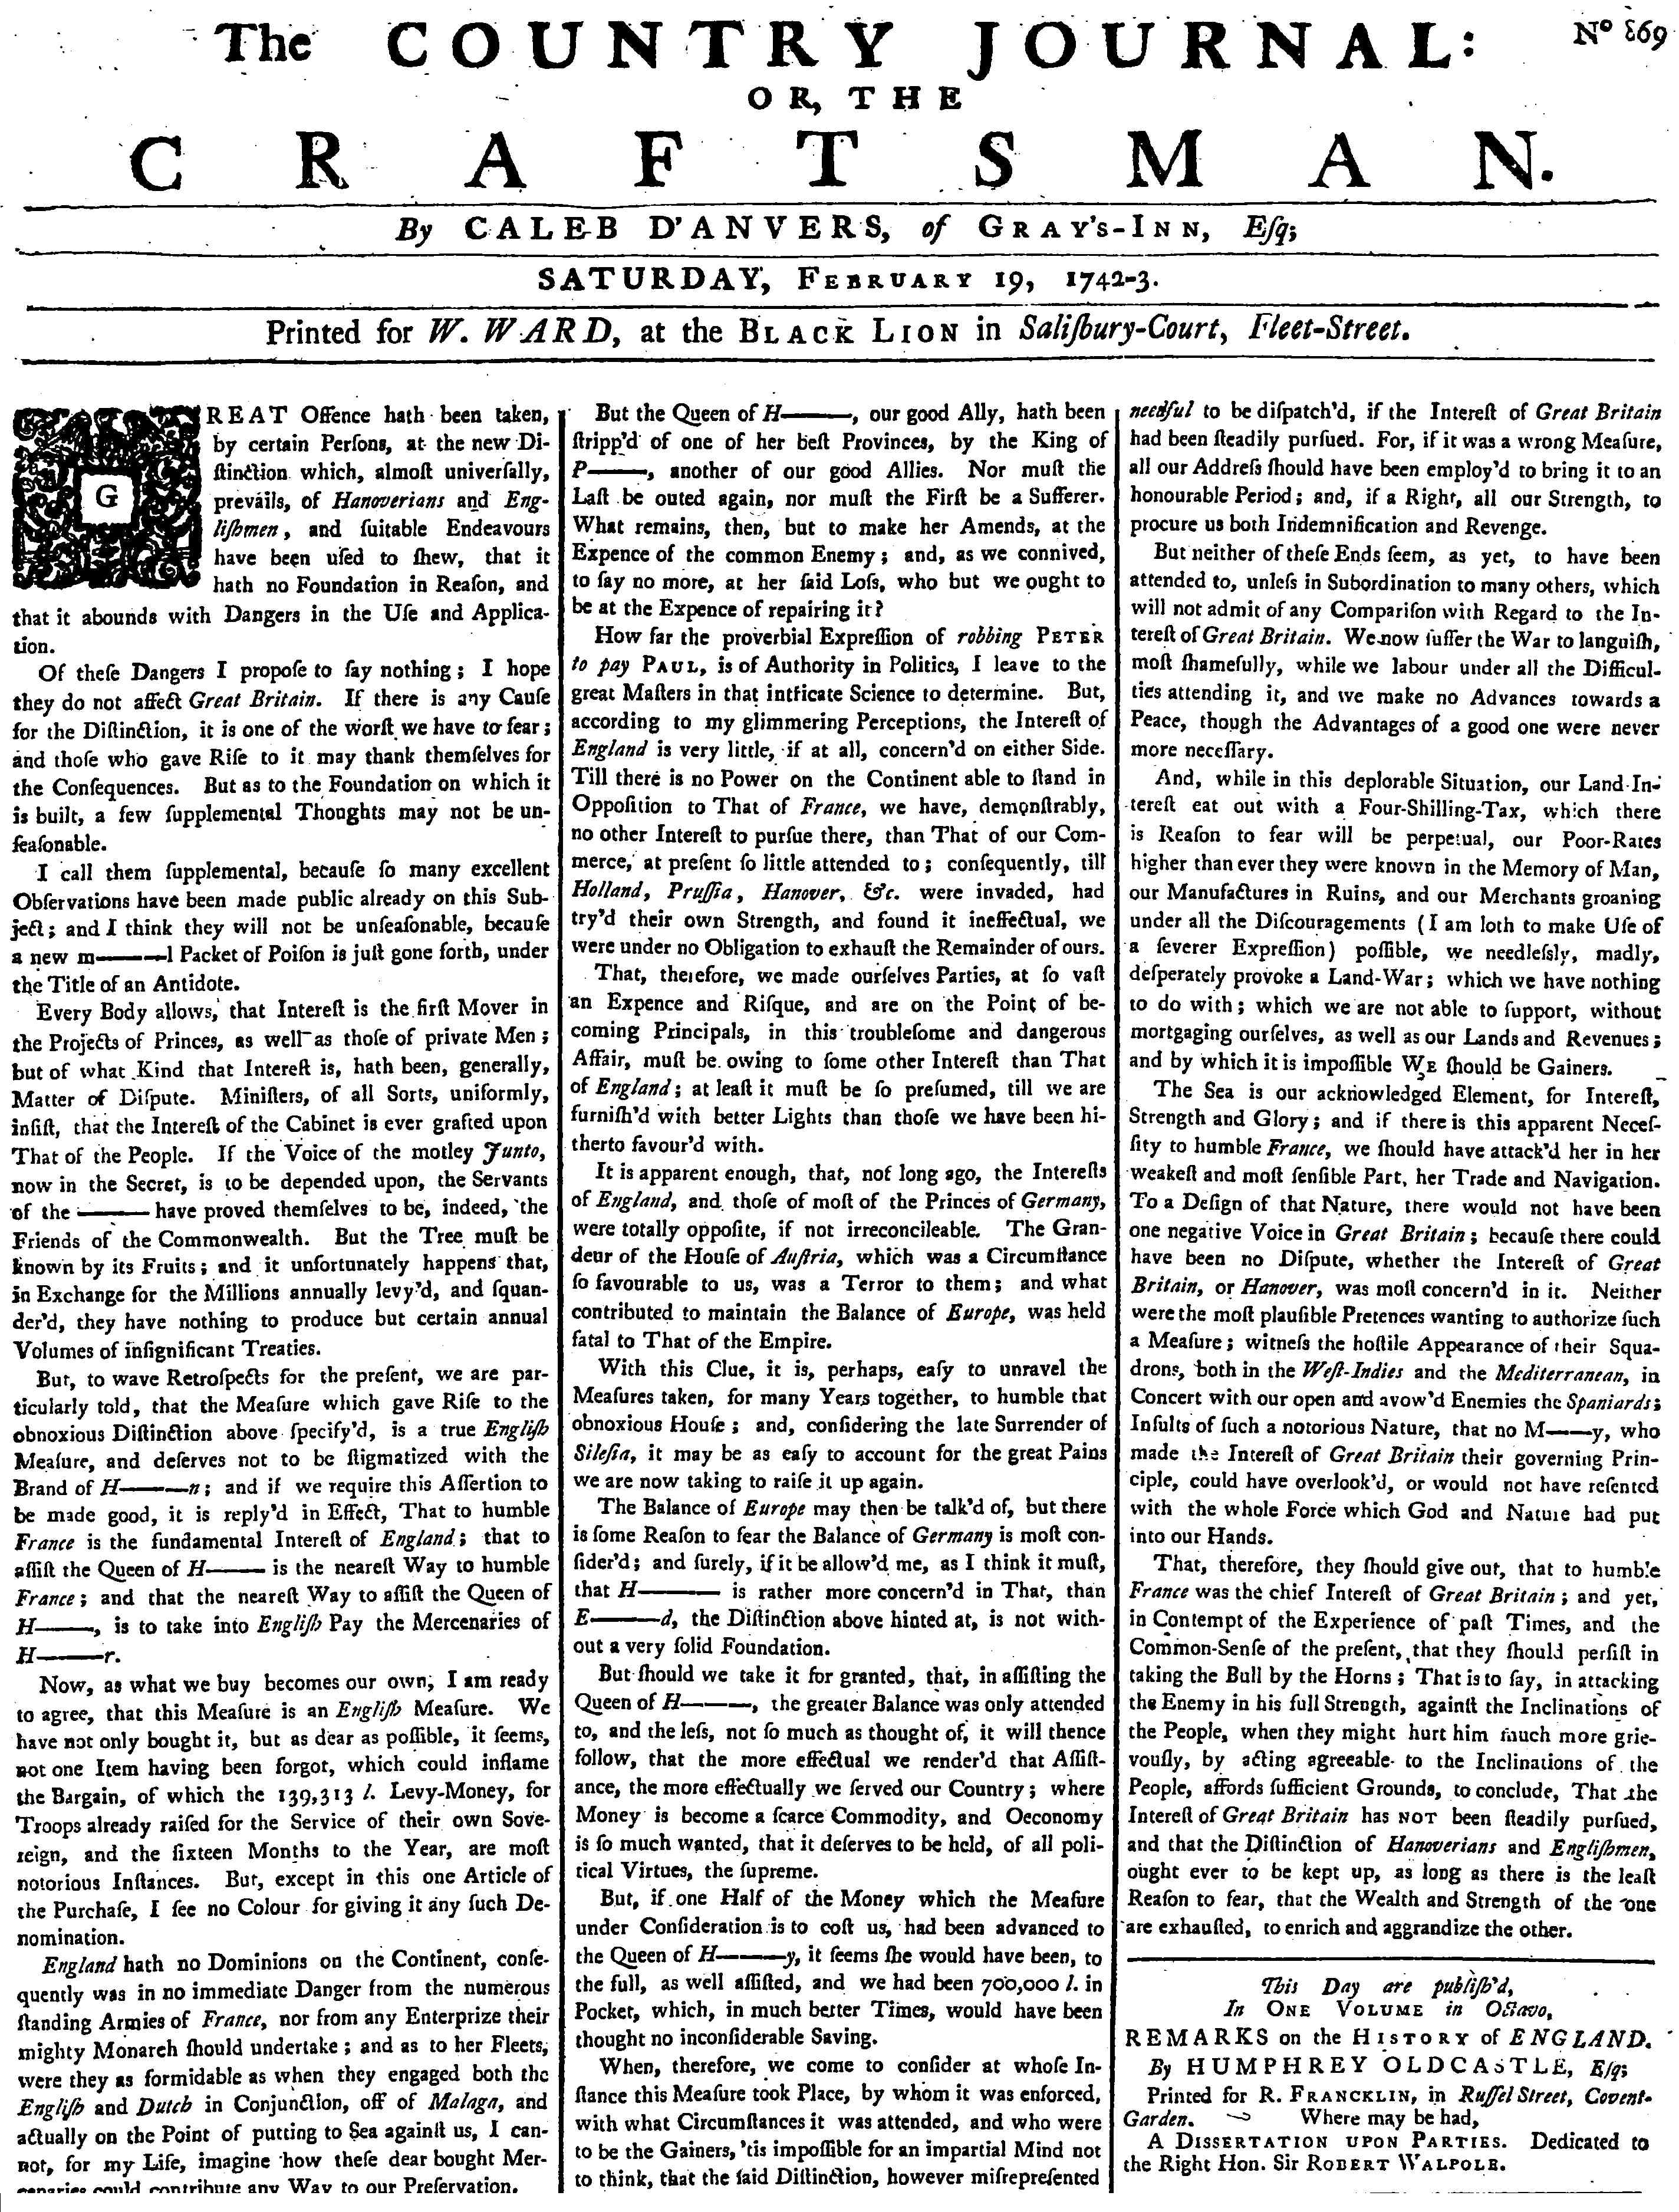 The COUNTRY JOURNAL:
Nº 869
OR, THE
CRAFTSMAN.
By CALEB D'ANVERS, of GRAY's-INN, Eſq;
SATURDAY, FEBRUARY 19, 1742-3.
Printed for W. WARD, at the BLACK LION in Saliſbury-Court, Fleet-Street.
GREAT Offence hath been taken,
by certain Perſons, at the new Di-
ſtinction which, almoſt univerſally,
prevails, of Hanoverians and Eng-
liſhmen, and ſuitable Endeavours
have been uſed to ſhew, that it
hath no Foundation in Reaſon, and
that it abounds with Dangers in the Uſe and Applica-
tion.
Of theſe Dangers I propoſe to ſay nothing; I hope
they do not affect Great Britain. If there is any Cauſe
for the Diſtinction, it is one of the worſt we have to fear;
and thoſe who gave Riſe to it may thank themſelves for
the Conſequences. But as to the Foundation on which it
is built, a few ſupplemental Thoughts may not be un-
ſeaſonable.
I call them ſupplemental, becauſe ſo many excellent
Obſervations have been made public already on this Sub-
ject; and I think they will not be unſeaſonable, becauſe
a new m———l Packet of Poiſon is juſt gone forth, under
the Title of an Antidote.
Every Body allows, that Intereſt is the firſt Mover in
the Projects of Princes, as well as thoſe of private Men;
but of what Kind that Intereſt is, hath been, generally,
Matter of Diſpute. Miniſters, of all Sorts, uniformly,
inſiſt, that the Intereſt of the Cabinet is ever grafted upon
That of the People. If the Voice of the motley Junto,
now in the Secret, is to be depended upon, the Servants
of the ——— have proved themſelves to be, indeed, the
Friends of the Commonwealth. But the Tree muſt be
known by its Fruits; and it unfortunately happens that,
in Exchange for the Millions annually levy'd, and ſquan-
der'd, they have nothing to produce but certain annual
Volumes of inſignificant Treaties.
But, to wave Retroſpects for the preſent, we are par-
ticularly told, that the Meaſure which gave Riſe to the
obnoxious Diſtinction above ſpecify'd, is a true Engliſh
Meaſure, and deſerves not to be ſtigmatized with the
Brand of H———n; and if we require this Aſſertion to
be made good, it is reply'd in Effect, That to humble
France is the fundamental Intereſt of England; that to
aſſiſt the Queen of H——— is the neareſt Way to humble
France; and that the neareſt Way to aſſiſt the Queen of
H———, is to take into Engliſh Pay the Mercenaries of
H———r.
Now, as what we buy becomes our own, I am ready
to agree, that this Meaſure is an Engliſh Meaſure. We
have not only bought it, but as dear as poſſible, it ſeems,
not one Item having been forgot, which could inflame
the Bargain, of which the 139,313 l. Levy-Money, for
Troops already raiſed for the Service of their own Sove-
reign, and the ſixteen Months to the Year, are moſt
notorious Inſtances. But, except in this one Article of
the Purchaſe, I ſee no Colour for giving it any ſuch De-
nomination.
England hath no Dominions on the Continent, conſe-
quently was in no immediate Danger from the numerous
ſtanding Armies of France, nor from any Enterprize their
mighty Monarch ſhould undertake; and as to her Fleets,
were they as formidable as when they engaged both the
Engliſh and Dutch in Conjunction, off of Malaga, and
actually on the Point of putting to Sea againſt us, I can-
not, for my Life, imagine how theſe dear bought Mer-
cenaries could contribute any Way to our Preſervation.
But the Queen of H———, our good Ally, hath been
ſtripp'd of one of her beſt Provinces, by the King of
P———, another of our good Allies. Nor muſt the
Laſt be outed again, nor muſt the Firſt be a Sufferer.
What remains, then, but to make her Amends, at the
Expence of the common Enemy; and, as we connived,
to ſay no more, at her ſaid Loſs, who but we ought to
be at the Expence of repairing it?
How far the proverbial Expreſſion of robbing PETER
to pay PAUL, is of Authority in Politics, I leave to the
great Maſters in that intricate Science to determine. But,
according to my glimmering Perceptions, the Intereſt of
England is very little, if at all, concern'd on either Side.
Till there is no Power on the Continent able to ſtand in
Oppoſition to That of France, we have, demonſtrably,
no other Intereſt to purſue there, than That of our Com-
merce, at preſent ſo little attended to; conſequently, till
Holland, Pruſſia, Hanover, &c. were invaded, had
try'd their own Strength, and found it ineffectual, we
were under no Obligation to exhauſt the Remainder of ours.
That, therefore, we made ourſelves Parties, at ſo vaſt
an Expence and Riſque, and are on the Point of be-
coming Principals, in this troubleſome and dangerous
Affair, muſt be owing to ſome other Intereſt than That
of England; at leaſt it muſt be ſo preſumed, till we are
furniſh'd with better Lights than thoſe we have been hi-
therto favour'd with.
It is apparent enough, that, not long ago, the Intereſts
of England, and thoſe of moſt of the Princes of Germany,
were totally oppoſite, if not irreconcileable. The Gran-
deur of the Houſe of Auſtria, which was a Circumſtance
ſo favourable to us, was a Terror to them; and what
contributed to maintain the Balance of Europe, was held
fatal to That of the Empire.
With this Clue, it is, perhaps, eaſy to unravel the
Meaſures taken, for many Years together, to humble that
obnoxious Houſe; and, conſidering the late Surrender of
Sileſia, it may be as eaſy to account for the great Pains
we are now taking to raiſe it up again.
The Balance of Europe may then be talk'd of, but there
is ſome Reaſon to fear the Balance of Germany is moſt con-
ſider'd; and ſurely, if it be allow'd me, as I think it muſt,
that H——— is rather more concern'd in That, than
E———d, the Diſtinction above hinted at, is not with-
out a very ſolid Foundation.
But ſhould we take it for granted, that, in aſſiſting the
Queen of H———, the greater Balance was only attended
to, and the leſs, not ſo much as thought of, it will thence
follow, that the more effectual we render'd that Aſſiſt-
ance, the more effectually we ſerved our Country; where
Money is become a ſcarce Commodity, and Oeconomy
is ſo much wanted, that it deſerves to be held, of all poli-
tical Virtues, the ſupreme.
But, if one Half of the Money which the Meaſure
under Conſideration is to coſt us, had been advanced to
the Queen of H———y, it ſeems ſhe would have been, to
the full, as well aſſiſted, and we had been 700,000 l. in
Pocket, which, in much better Times, would have been
thought no inconſiderable Saving.
When, therefore, we come to conſider at whoſe In-
ſtance this Meaſure took Place, by whom it was enforced,
with what Circumſtances it was attended, and who were
to be the Gainers, 'tis impoſſible for an impartial Mind not
to think, that the ſaid Diſtinction, however miſrepreſented
needful to be diſpatch'd, if the Intereſt of Great Britain
had been ſteadily purſued. For, if it was a wrong Meaſure,
all our Addreſs ſhould have been employ'd to bring it to an
honourable Period; and, if a Right, all our Strength, to
procure us both Indemnification and Revenge.
But neither of theſe Ends ſeem, as yet, to have been
attended to, unleſs in Subordination to many others, which
will not admit of any Compariſon with Regard to the In-
tereſt of Great Britain. We now ſuffer the War to languiſh,
moſt ſhamefully, while we labour under all the Difficul-
ties attending it, and we make no Advances towards a
Peace, though the Advantages of a good one were never
more neceſſary.
And, while in this deplorable Situation, our Land-In-
tereſt eat out with a Four-Shilling-Tax, which there
is Reaſon to fear will be perpetual, our Poor-Rates
higher than ever they were known in the Memory of Man,
our Manufactures in Ruins, and our Merchants groaning
under all the Diſcouragements (I am loth to make Uſe of
a ſeverer Expreſſion) poſſible, we needleſsly, madly,
deſperately provoke a Land-War; which we have nothing
to do with; which we are not able to ſupport, without
mortgaging ourſelves, as well as our Lands and Revenues;
and by which it is impoſſible WE ſhould be Gainers.
The Sea is our acknowledged Element, for Intereſt,
Strength and Glory; and if there is this apparent Neceſ-
ſity to humble France, we ſhould have attack'd her in her
weakeſt and moſt ſenſible Part, her Trade and Navigation.
To a Deſign of that Nature, there would not have been
one negative Voice in Great Britain; becauſe there could
have been no Diſpute, whether the Intereſt of Great
Britain, or Hanover, was moſt concern'd in it. Neither
were the moſt plauſible Pretences wanting to authorize ſuch
a Meaſure; witneſs the hoſtile Appearance of their Squa-
drons, both in the Weſt-Indies and the Mediterranean, in
Concert with our open and avow'd Enemies the Spaniards;
Inſults of ſuch a notorious Nature, that no M——y, who
made the Intereſt of Great Britain their governing Prin-
ciple, could have overlook'd, or would not have reſented
with the whole Force which God and Nature had put
into our Hands.
That, therefore, they ſhould give out, that to humble
France was the chief Intereſt of Great Britain; and yet,
in Contempt of the Experience of paſt Times, and the
Common-Senſe of the preſent, that they ſhould perſiſt in
taking the Bull by the Horns; That is to ſay, in attacking
the Enemy in his full Strength, againſt the Inclinations of
the People, when they might hurt him much more grie-
vouſly, by acting agreeable to the Inclinations of the
People, affords ſufficient Grounds, to conclude, That the
Intereſt of Great Britain has NOT been ſteadily purſued,
and that the Diſtinction of Hanoverians and Engliſhmen,
ought ever to be kept up, as long as there is the leaſt
Reaſon to fear, that the Wealth and Strength of the one
are exhauſted, to enrich and aggrandize the other.
This Day are publiſh'd,
In ONE VOLUME in Octavo,
REMARKS on the HISTORY of ENGLAND.
By HUMPHREY OLDCASTLE, Eſq;
Printed for R. FRANCKLIN, in Ruſſel Street, Covent-
Garden. Where may be had,
A DISSERTATION UPON PARTIES. Dedicated to
the Right Hon. Sir ROBERT WALPOLE.